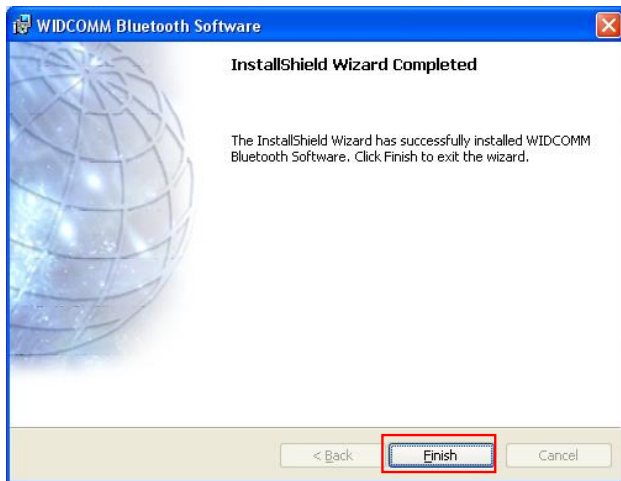 WIDCOMM Bluetooth Software
InstallShield Wizard Completed
The InstallShield Wizard has successfully installed WIDCOMM
Bluetooth Software. Click Finish to exit the wizard.
< Back Finish Cancel